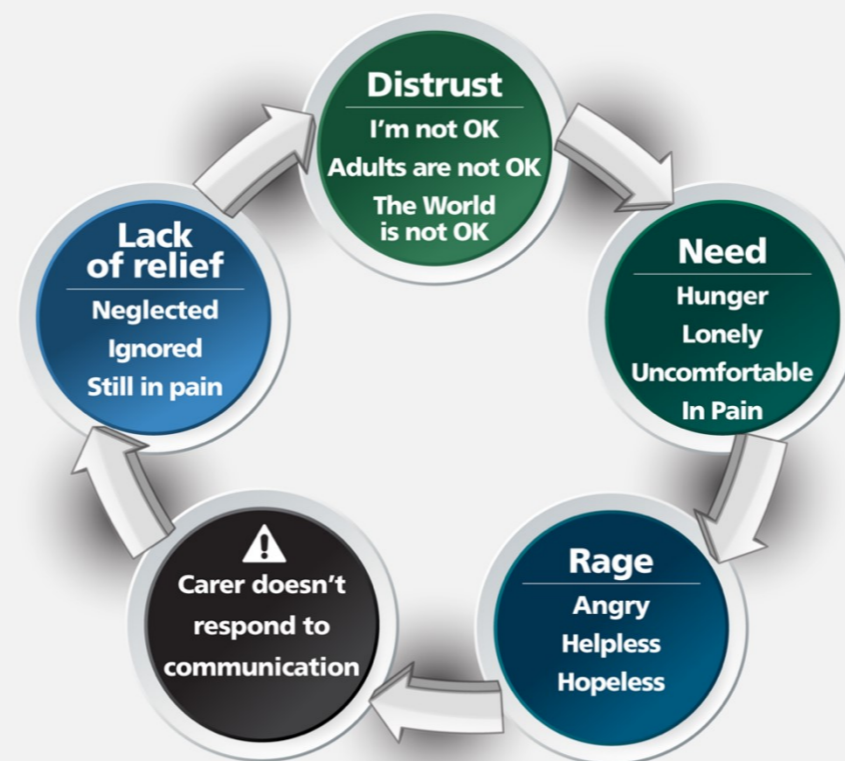 Distrust
I'm not OK
Adults are not OK
The World
is not OK
Need
Hunger
Lonely
Uncomfortable
In Pain
Rage
Angry
Helpless
Hopeless
Carer doesn't
respond to
communication
Lack
of relief
Neglected
Ignored
Still in pain